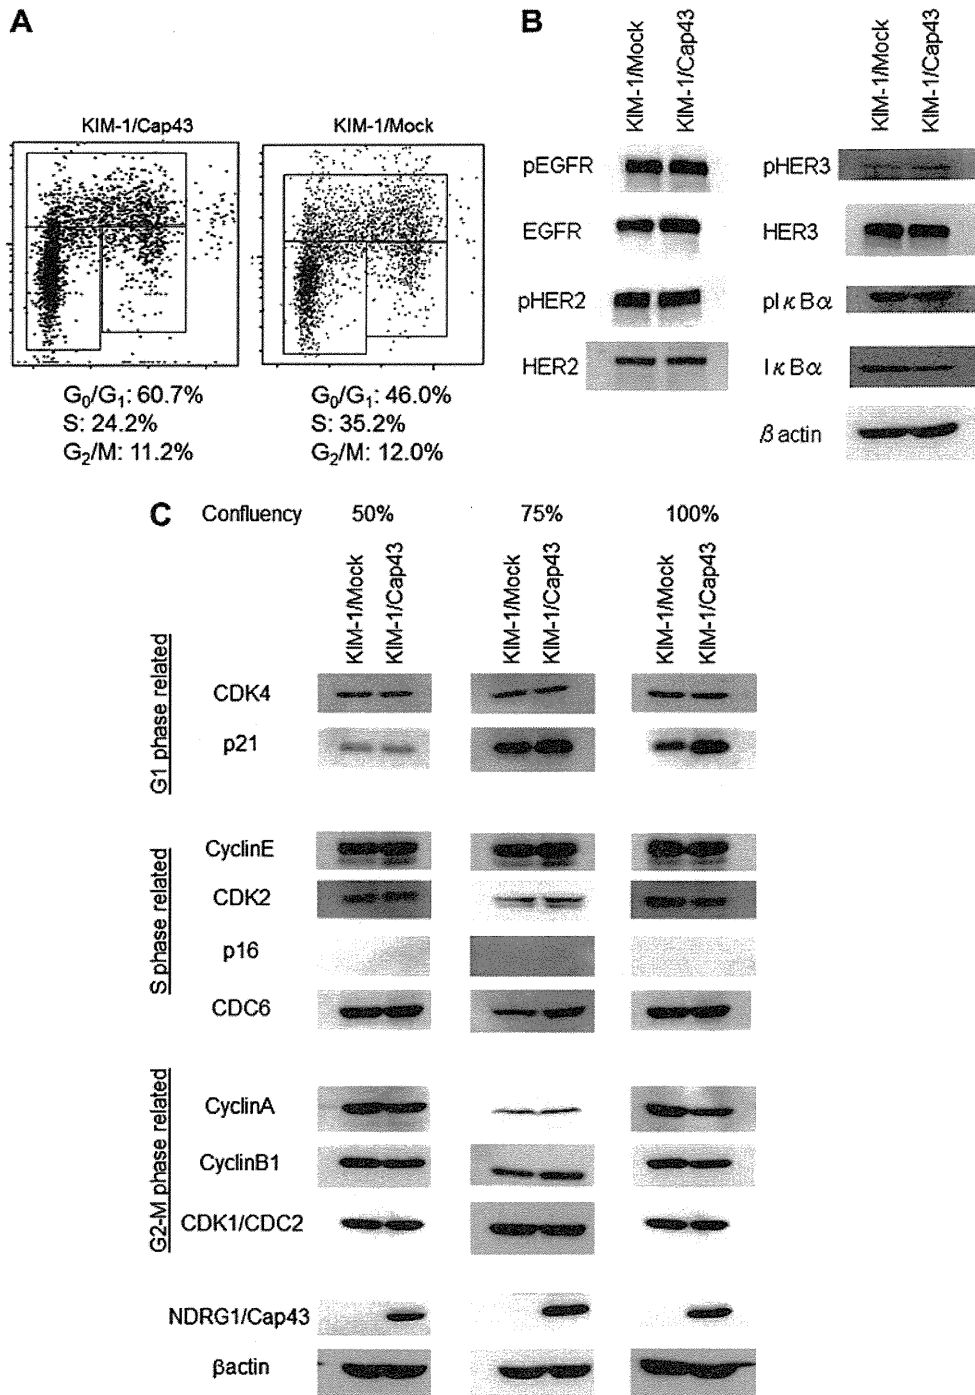 A
KIM-1/Cap43
KIM-1/Mock
G₀/G₁: 60.7%
S: 24.2%
G₂/M: 11.2%
G₀/G₁: 46.0%
S: 35.2%
G₂/M: 12.0%
B
KIM-1/Mock
KIM-1/Cap43
pEGFR
EGFR
pHER2
HER2
KIM-1/Mock
KIM-1/Cap43
pHER3
HER3
pIκBα
IκBα
β actin
C
Confluency 50% 75% 100%
KIM-1/Mock
KIM-1/Cap43
KIM-1/Mock
KIM-1/Cap43
KIM-1/Mock
KIM-1/Cap43
G1 phase related
CDK4
p21
S phase related
CyclinE
CDK2
p16
CDC6
G2-M phase related
CyclinA
CyclinB1
CDK1/CDC2
NDRG1/Cap43
βactin